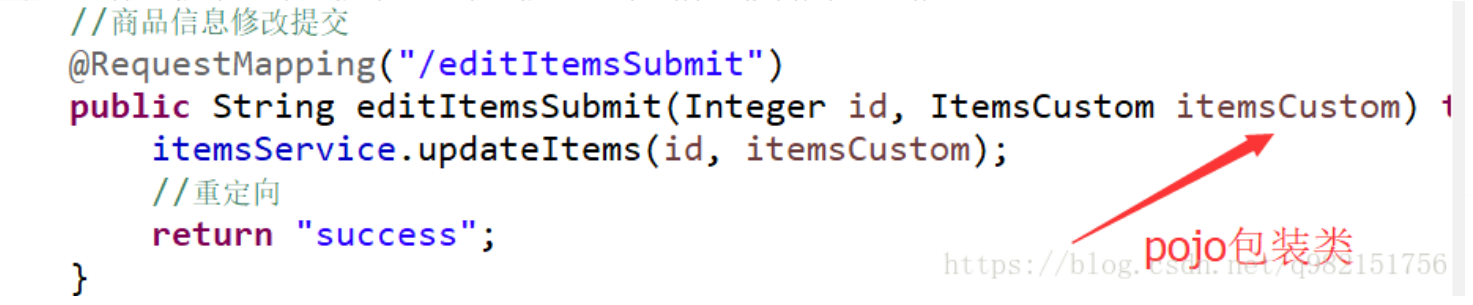 //商品信息修改提交
@RequestMapping("/editItemsSubmit")
public String editItemsSubmit(Integer id, ItemsCustom itemsCustom) t
itemsService.updateItems(id, itemsCustom);
//重定向
return "success";
pojo包装类
https://blog.csdn.net/q982151756
}